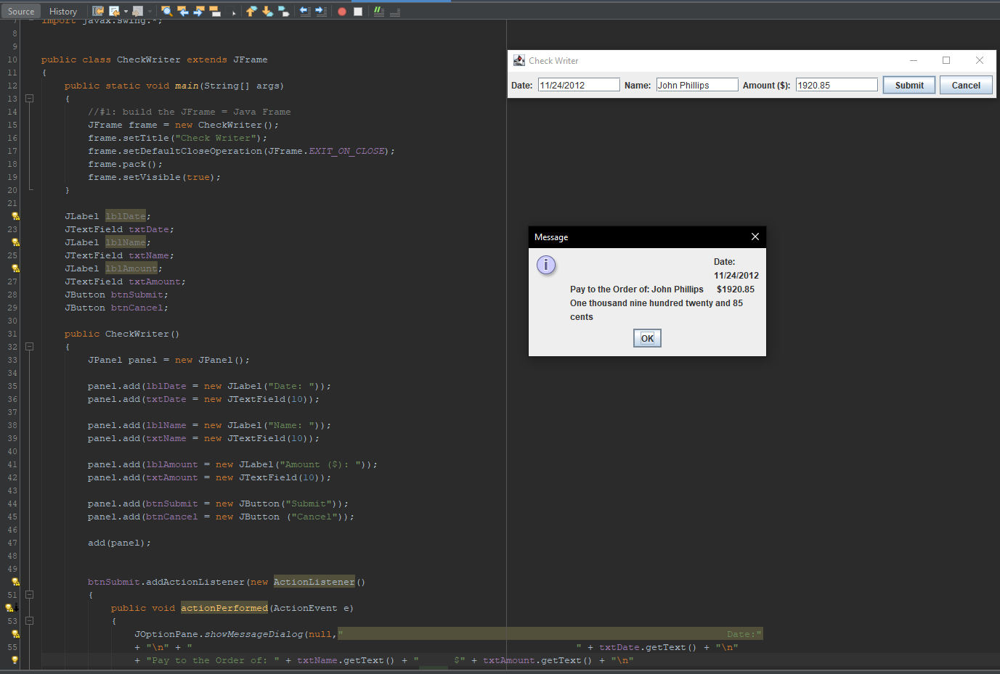 Source History
7 import javax.swing.*;
8
9
10 public class CheckWriter extends JFrame
11 {
12 public static void main(String[] args)
13 {
14 //#1: build the JFrame = Java Frame
15 JFrame frame = new CheckWriter();
16 frame.setTitle("Check Writer");
17 frame.setDefaultCloseOperation(JFrame.EXIT_ON_CLOSE);
18 frame.pack();
19 frame.setVisible(true);
20 }
21
JLabel lblDate;
23 JTextField txtDate;
JLabel lblName;
25 JTextField txtName;
JLabel lblAmount;
27 JTextField txtAmount;
28 JButton btnSubmit;
29 JButton btnCancel;
30
31 public CheckWriter()
32 {
33 JPanel panel = new JPanel();
34
35 panel.add(lblDate = new JLabel("Date: "));
36 panel.add(txtDate = new JTextField(10));
37
38 panel.add(lblName = new JLabel("Name: "));
39 panel.add(txtName = new JTextField(10));
40
41 panel.add(lblAmount = new JLabel("Amount ($): "));
42 panel.add(txtAmount = new JTextField(10));
43
44 panel.add(btnSubmit = new JButton("Submit"));
45 panel.add(btnCancel = new JButton ("Cancel"));
46
47 add(panel);
48
49
btnSubmit.addActionListener(new ActionListener()
51 {
public void actionPerformed(ActionEvent e)
53 {
JOptionPane.showMessageDialog(null," Date:"
55 + "\n" + " " + txtDate.getText() + "\n"
+ "Pay to the Order of: " + txtName.getText() + " $" + txtAmount.getText() + "\n"
Check Writer
Date: 11/24/2012 Name: John Phillips Amount ($): 1920.85 Submit Cancel
Message
Date:
11/24/2012
Pay to the Order of: John Phillips $1920.85
One thousand nine hundred twenty and 85
cents
OK